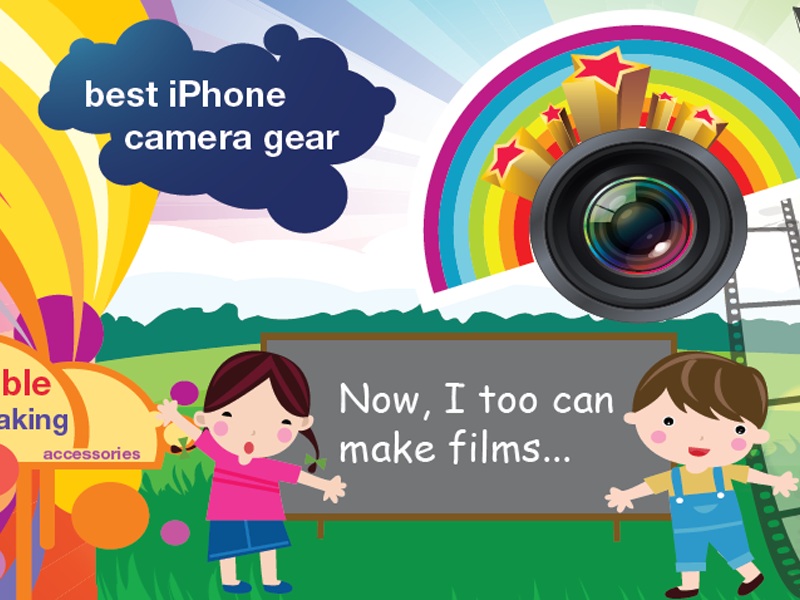 best iPhone
camera gear
ble
aking
accessories
Now, I too can
make films...